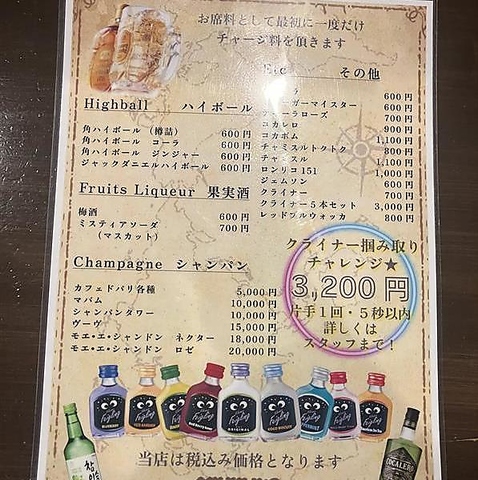 お席料として最初に一度だけ
チャージ料を頂きます
Highball ハイボール
角ハイボール（樽詰） 600円
角ハイボール コーラ 600円
角ハイボール ジンジャー 600円
ジャックダニエルハイボール 600円
Fruits Liqueur 果実酒
梅酒 600円
ミスティアソーダ 700円
（マスカット）
Champagne シャンパン
カフェドパリ各種 5,000円
マバム 10,000円
シャンパンタワー 10,000円
ヴーヴ 15,000円
モエ・エ・シャンドン ネクター 18,000円
モエ・エ・シャンドン ロゼ 20,000円
その他
600円
ガーマイスター 600円
ラローズ 700円
コカレロ 900円
コカボム 1,100円
チャミスルトクトク 800円
チャミスル 1,100円
ロンリコ151 1,000円
ジェムソン 600円
クライナー 700円
クライナー5本セット 3,000円
レッドブルウォッカ 800円
クライナー掴み取り
チャレンジ★
3,200円
片手1回・5秒以内
詳しくは
スタッフまで！
ORIGINAL
当店は税込み価格となります
COCALERO